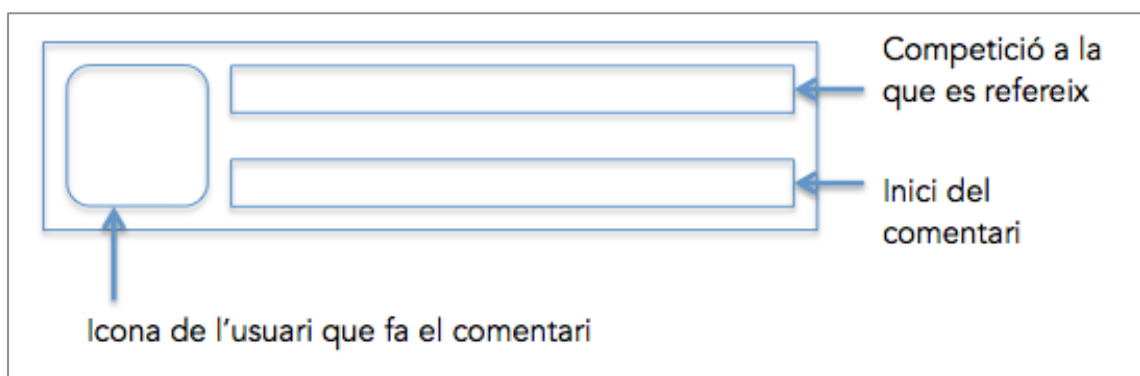 Competició a la
que es refereix
Inici del
comentari
Icona de l'usuari que fa el comentari